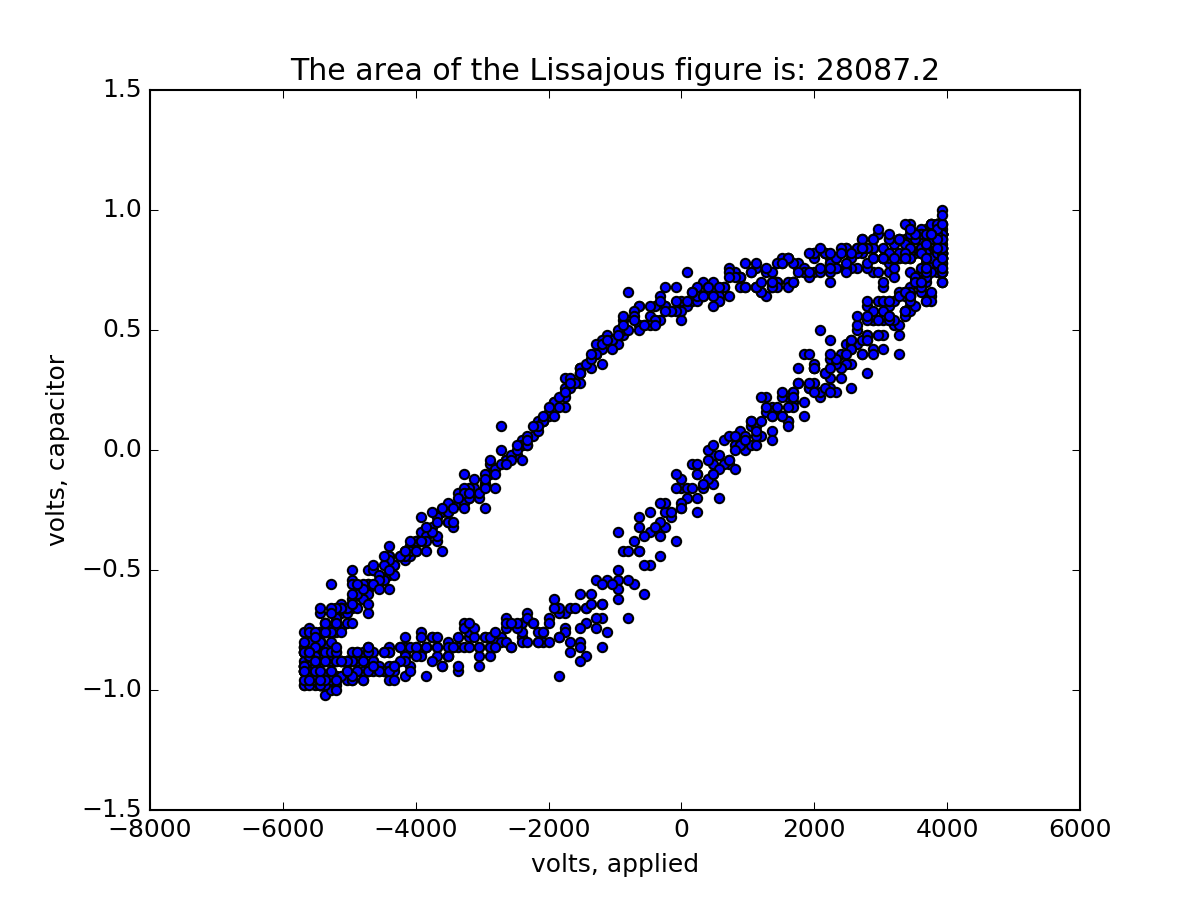 The area of the Lissajous figure is: 28087.2
1.5
1.0
0.5
0.0
−0.5
−1.0
−1.5
volts, capacitor
−8000 −6000 −4000 −2000 0 2000 4000 6000
volts, applied